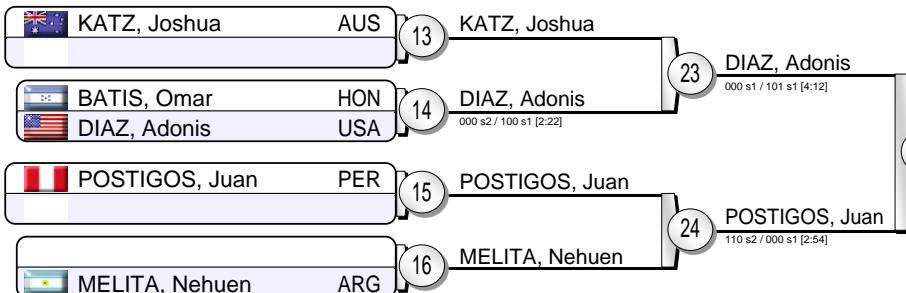 KATZ, Joshua AUS
13
KATZ, Joshua
BATIS, Omar HON
DIAZ, Adonis USA
14
DIAZ, Adonis
000 s2 / 100 s1 [2:22]
23
DIAZ, Adonis
000 s1 / 101 s1 [4:12]
POSTIGOS, Juan PER
15
POSTIGOS, Juan
MELITA, Nehuen ARG
16
MELITA, Nehuen
24
POSTIGOS, Juan
110 s2 / 000 s1 [2:54]